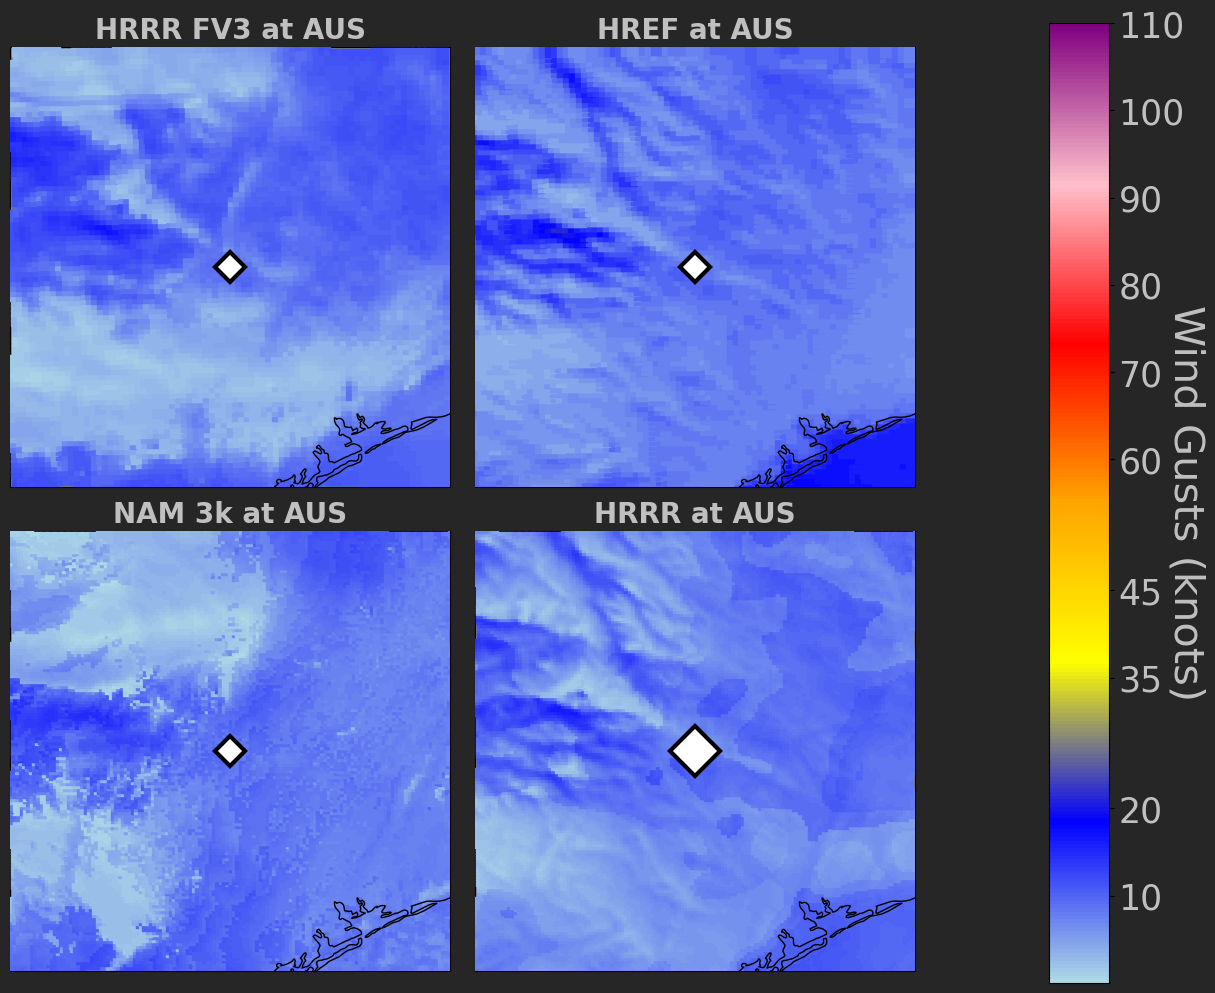 HRRR FV3 at AUS
HREF at AUS
NAM 3k at AUS
HRRR at AUS
110
100
90
80
70
60
45
35
20
10
Wind Gusts (knots)